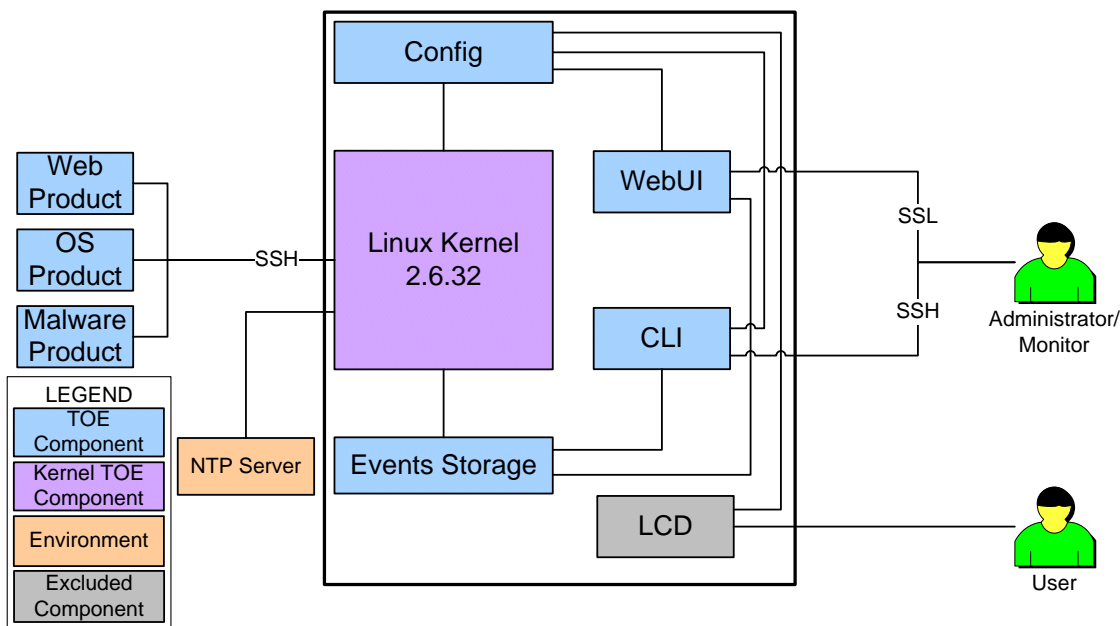 Config
Web
Product
OS
Product
Malware
Product
SSH
Linux Kernel
2.6.32
WebUI
CLI
SSL
SSH
Administrator/
Monitor
LEGEND
TOE
Component
Kernel TOE
Component
Environment
Excluded
Component
NTP Server
Events Storage
LCD
User